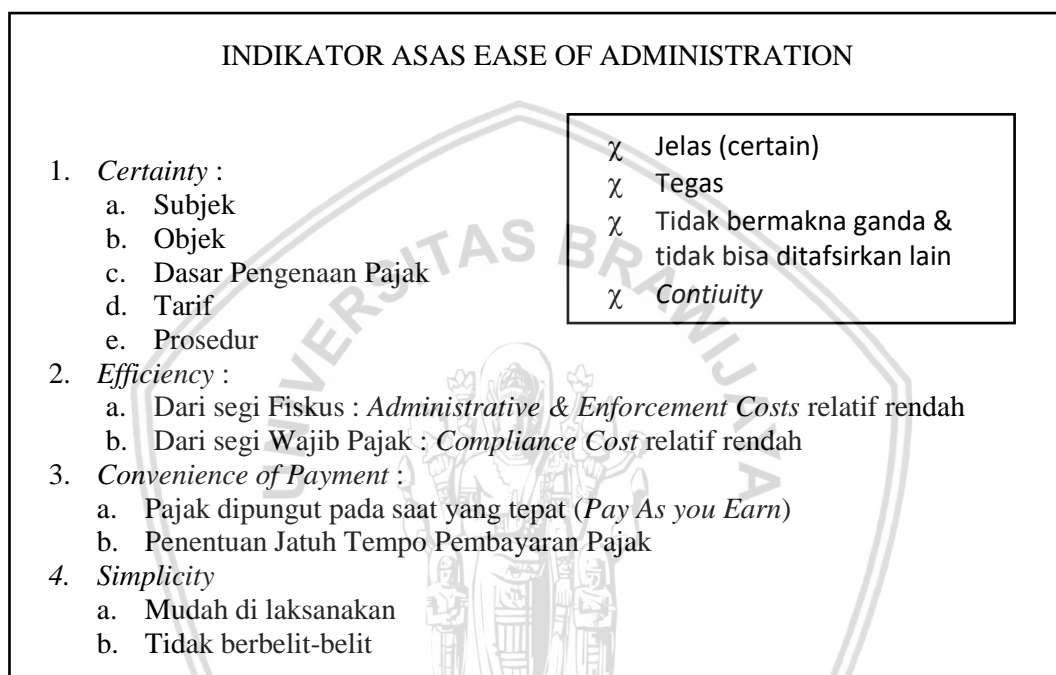 INDIKATOR ASAS EASE OF ADMINISTRATION
1. Certainty :
a. Subjek
b. Objek
c. Dasar Pengenaan Pajak
d. Tarif
e. Prosedur
χ Jelas (certain)
χ Tegas
χ Tidak bermakna ganda &
tidak bisa ditafsirkan lain
χ Contiuity
2. Efficiency :
a. Dari segi Fiskus : Administrative & Enforcement Costs relatif rendah
b. Dari segi Wajib Pajak : Compliance Cost relatif rendah
3. Convenience of Payment :
a. Pajak dipungut pada saat yang tepat (Pay As you Earn)
b. Penentuan Jatuh Tempo Pembayaran Pajak
4. Simplicity
a. Mudah di laksanakan
b. Tidak berbelit-belit
UNIVERSITAS BRAWIJAYA